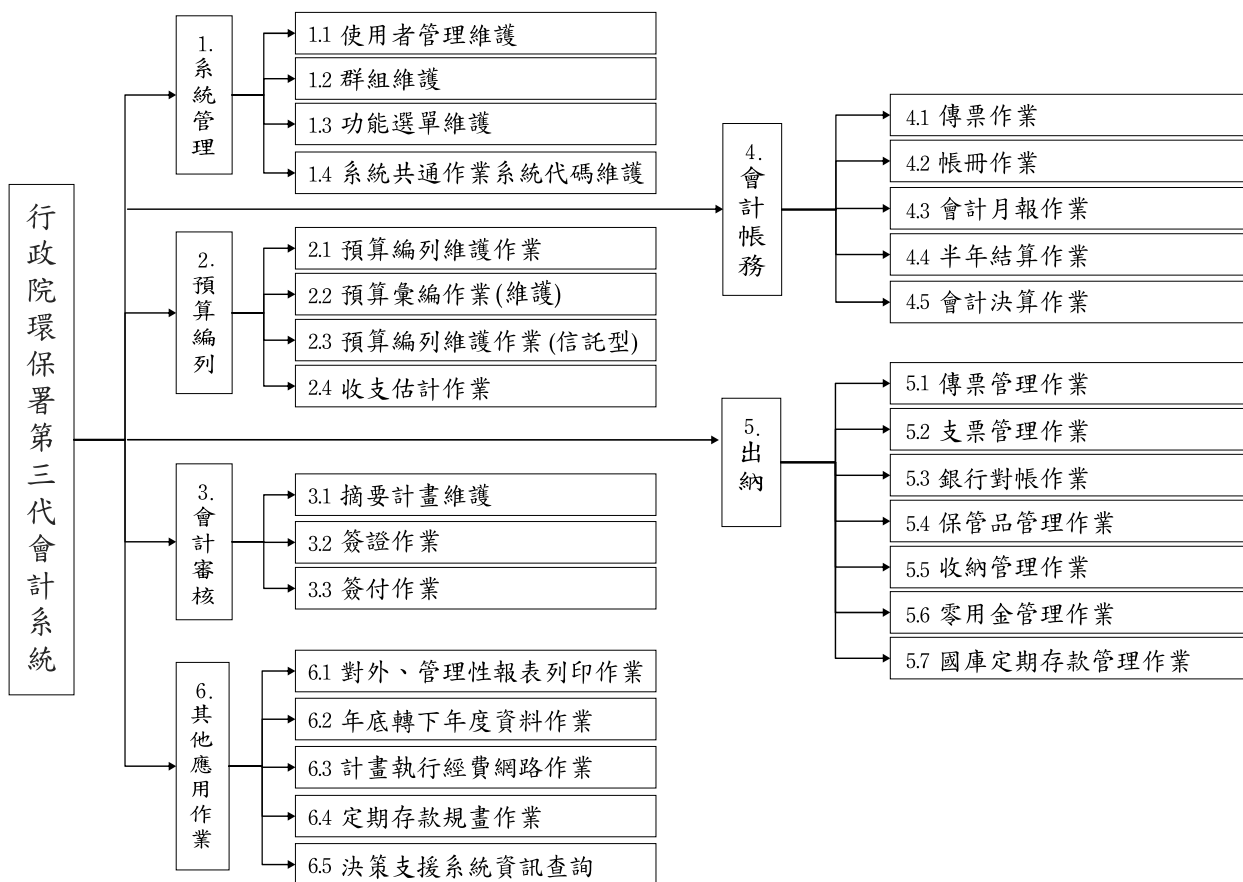 行政院環保署第三代會計系統
1.系統管理
1.1 使用者管理維護
1.2 群組維護
1.3 功能選單維護
1.4 系統共通作業系統代碼維護
2.預算編列
2.1 預算編列維護作業
2.2 預算彙編作業(維護)
2.3 預算編列維護作業(信託型)
2.4 收支估計作業
3.會計審核
3.1 摘要計畫維護
3.2 簽證作業
3.3 簽付作業
6.其他應用作業
6.1 對外、管理性報表列印作業
6.2 年底轉下年度資料作業
6.3 計畫執行經費網路作業
6.4 定期存款規畫作業
6.5 決策支援系統資訊查詢
4.會計帳務
4.1 傳票作業
4.2 帳冊作業
4.3 會計月報作業
4.4 半年結算作業
4.5 會計決算作業
5.出納
5.1 傳票管理作業
5.2 支票管理作業
5.3 銀行對帳作業
5.4 保管品管理作業
5.5 收納管理作業
5.6 零用金管理作業
5.7 國庫定期存款管理作業